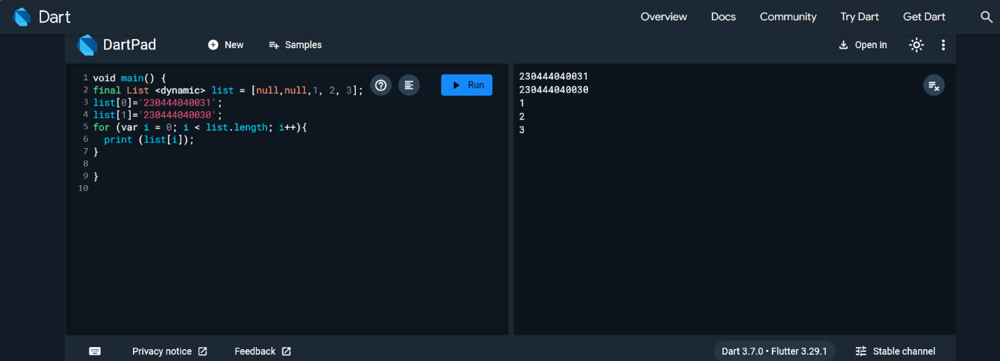 Dart
Overview Docs Community Try Dart Get Dart
DartPad New Samples Open in
1 void main() {
2 final List <dynamic> list = [null,null,1, 2, 3];
3 list[0]='230444040031';
4 list[1]='230444040030';
5 for (var i = 0; i < list.length; i++){
6   print (list[i]);
7 }
8
9 }
10
Run
230444040031
230444040030
1
2
3
Privacy notice Feedback Dart 3.7.0 • Flutter 3.29.1 Stable channel